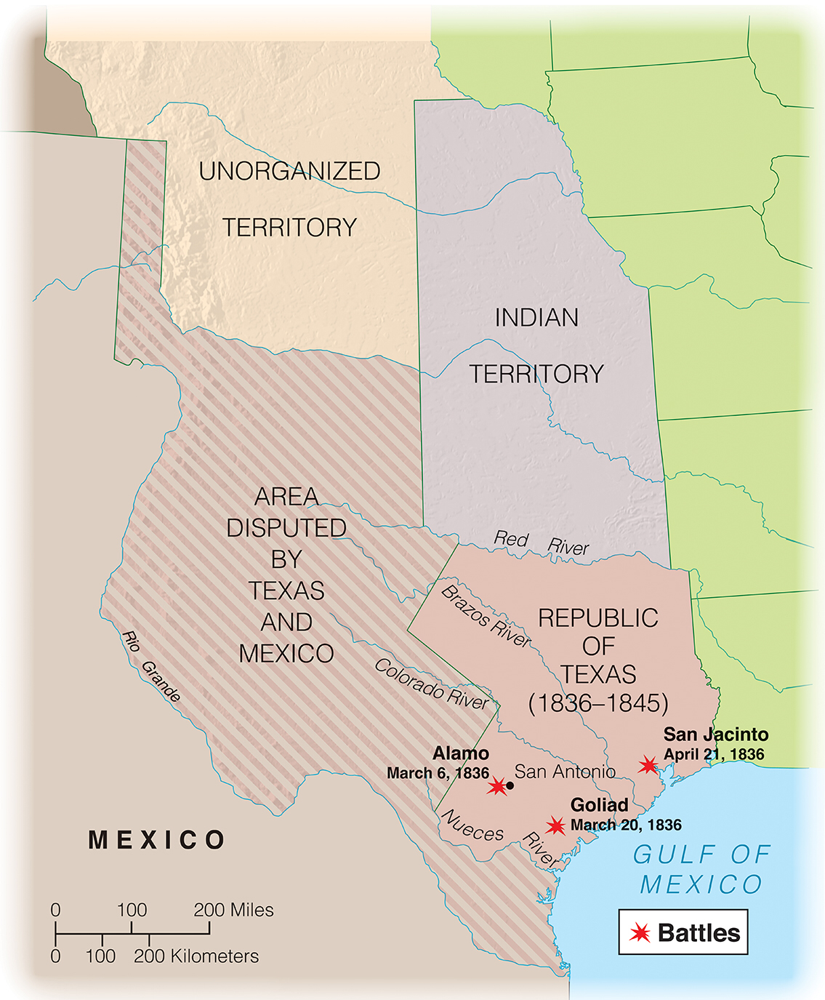 UNORGANIZED
TERRITORY
INDIAN
TERRITORY
AREA
DISPUTED
BY
TEXAS
AND
MEXICO
Red River
Brazos River
REPUBLIC
OF
TEXAS
(1836–1845)
Rio Grande
Colorado River
San Jacinto
April 21, 1836
Alamo
March 6, 1836
San Antonio
Goliad
March 20, 1836
Nueces River
MEXICO
GULF OF
MEXICO
0 100 200 Miles
0 100 200 Kilometers
Battles